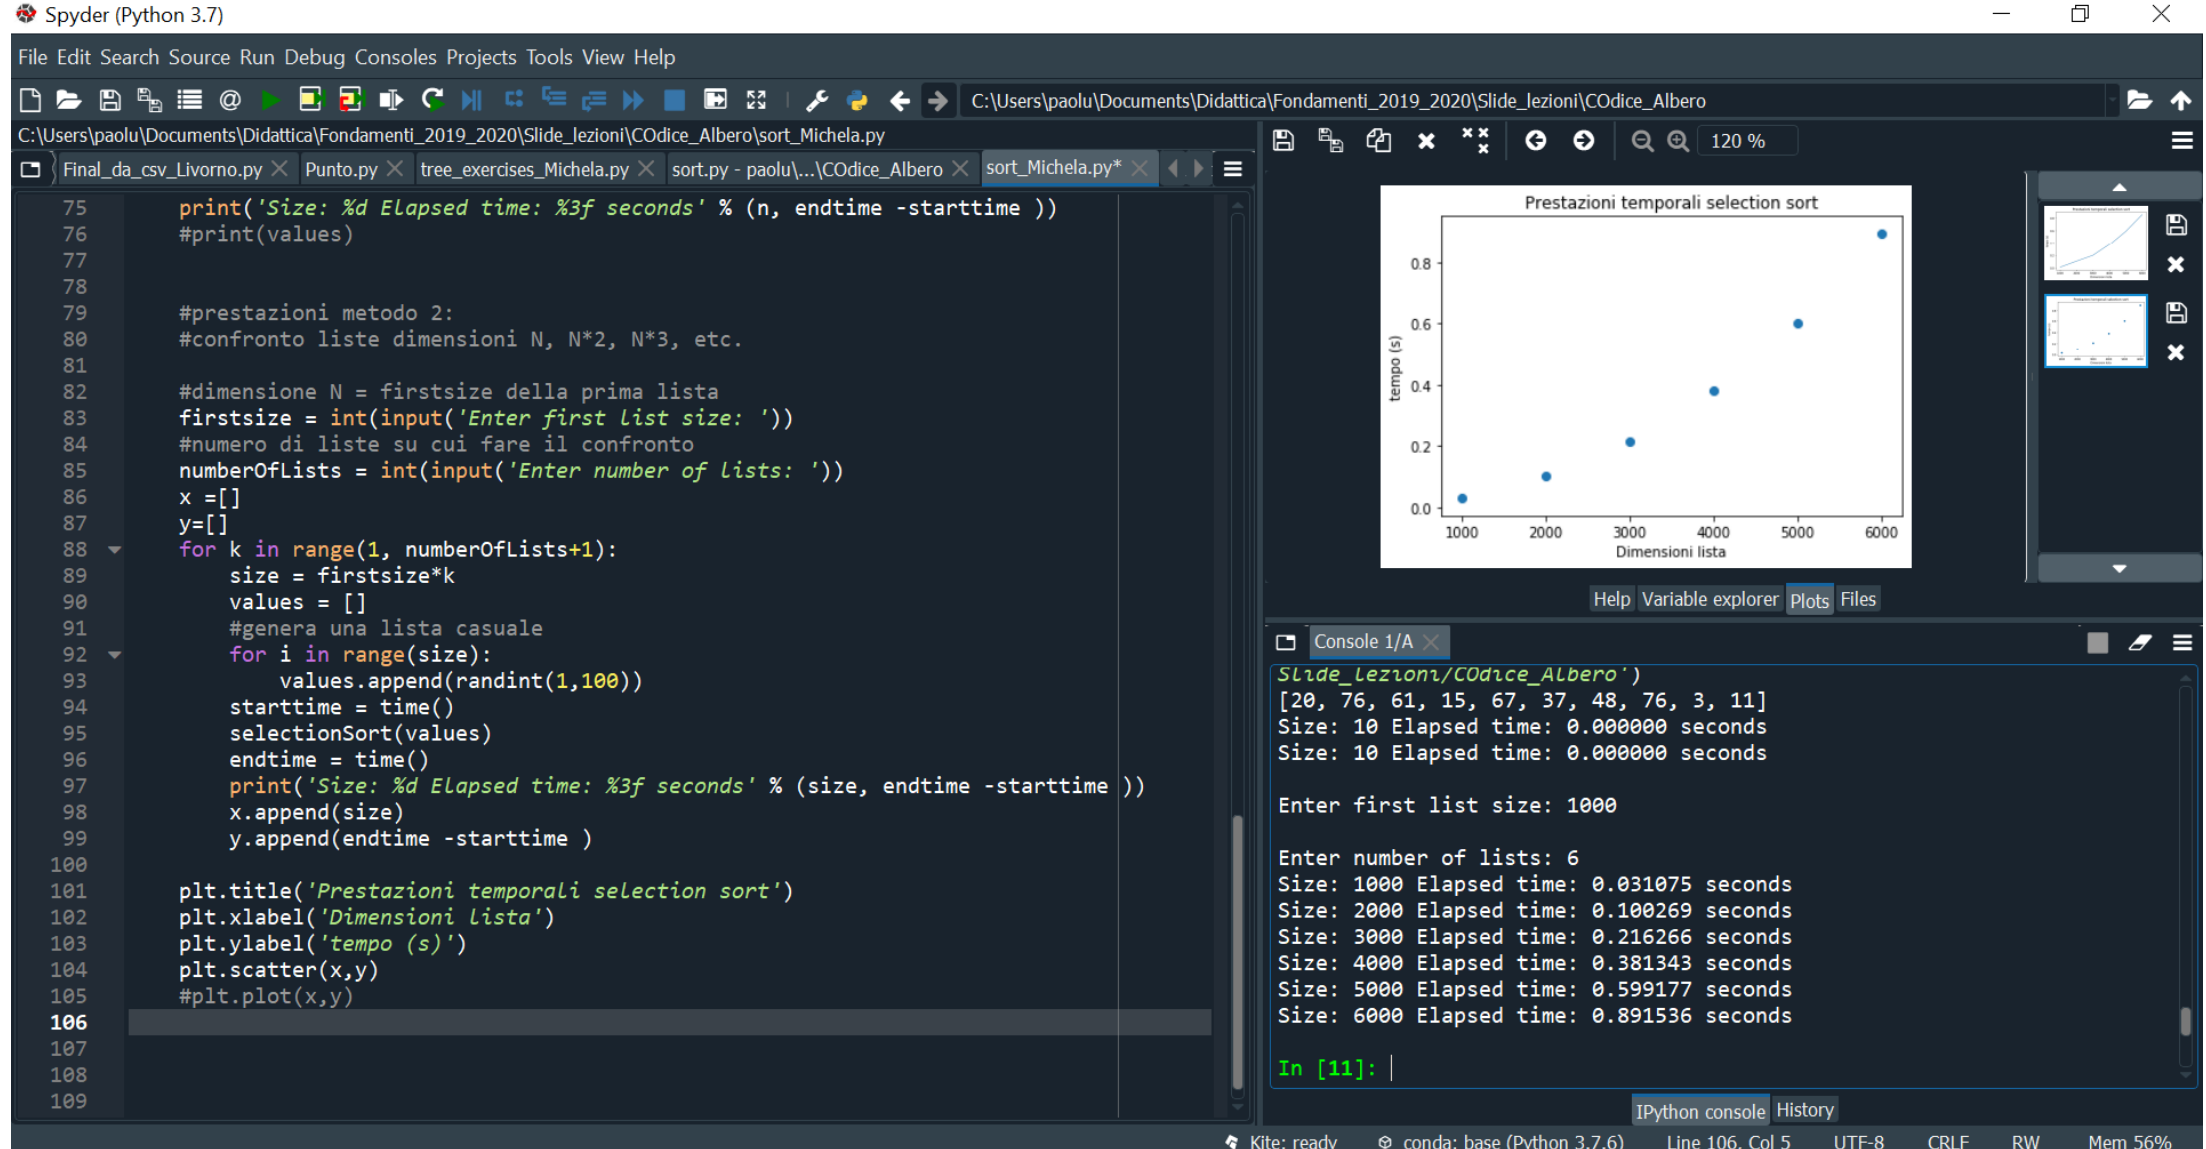 Spyder (Python 3.7)
File Edit Search Source Run Debug Consoles Projects Tools View Help
C:\Users\paolu\Documents\Didattica\Fondamenti_2019_2020\Slide_lezioni\COdice_Albero
C:\Users\paolu\Documents\Didattica\Fondamenti_2019_2020\Slide_lezioni\COdice_Albero\sort_Michela.py
Final_da_csv_Livorno.py Punto.py tree_exercises_Michela.py sort.py - paolu\...\COdice_Albero sort_Michela.py*
75 print('Size: %d Elapsed time: %3f seconds' % (n, endtime -starttime ))
76 #print(values)
77
78
79 #prestazioni metodo 2:
80 #confronto liste dimensioni N, N*2, N*3, etc.
81
82 #dimensione N = firstsize della prima lista
83 firstsize = int(input('Enter first list size: '))
84 #numero di liste su cui fare il confronto
85 numberOfLists = int(input('Enter number of lists: '))
86 x =[]
87 y=[]
88 for k in range(1, numberOfLists+1):
89 size = firstsize*k
90 values = []
91 #genera una lista casuale
92 for i in range(size):
93 values.append(randint(1,100))
94 starttime = time()
95 selectionSort(values)
96 endtime = time()
97 print('Size: %d Elapsed time: %3f seconds' % (size, endtime -starttime ))
98 x.append(size)
99 y.append(endtime -starttime )
100
101 plt.title('Prestazioni temporali selection sort')
102 plt.xlabel('Dimensioni lista')
103 plt.ylabel('tempo (s)')
104 plt.scatter(x,y)
105 #plt.plot(x,y)
106
107
108
109
120 %
Prestazioni temporali selection sort
0.8
0.6
0.4
0.2
0.0
tempo (s)
1000 2000 3000 4000 5000 6000
Dimensioni lista
Help Variable explorer Plots Files
Console 1/A
Slide_lezioni/COdice_Albero')
[20, 76, 61, 15, 67, 37, 48, 76, 3, 11]
Size: 10 Elapsed time: 0.000000 seconds
Size: 10 Elapsed time: 0.000000 seconds
Enter first list size: 1000
Enter number of lists: 6
Size: 1000 Elapsed time: 0.031075 seconds
Size: 2000 Elapsed time: 0.100269 seconds
Size: 3000 Elapsed time: 0.216266 seconds
Size: 4000 Elapsed time: 0.381343 seconds
Size: 5000 Elapsed time: 0.599177 seconds
Size: 6000 Elapsed time: 0.891536 seconds
In [11]:
IPython console History
Kite: ready conda: base (Python 3.7.6) Line 106, Col 5 UTF-8 CRLF RW Mem 56%